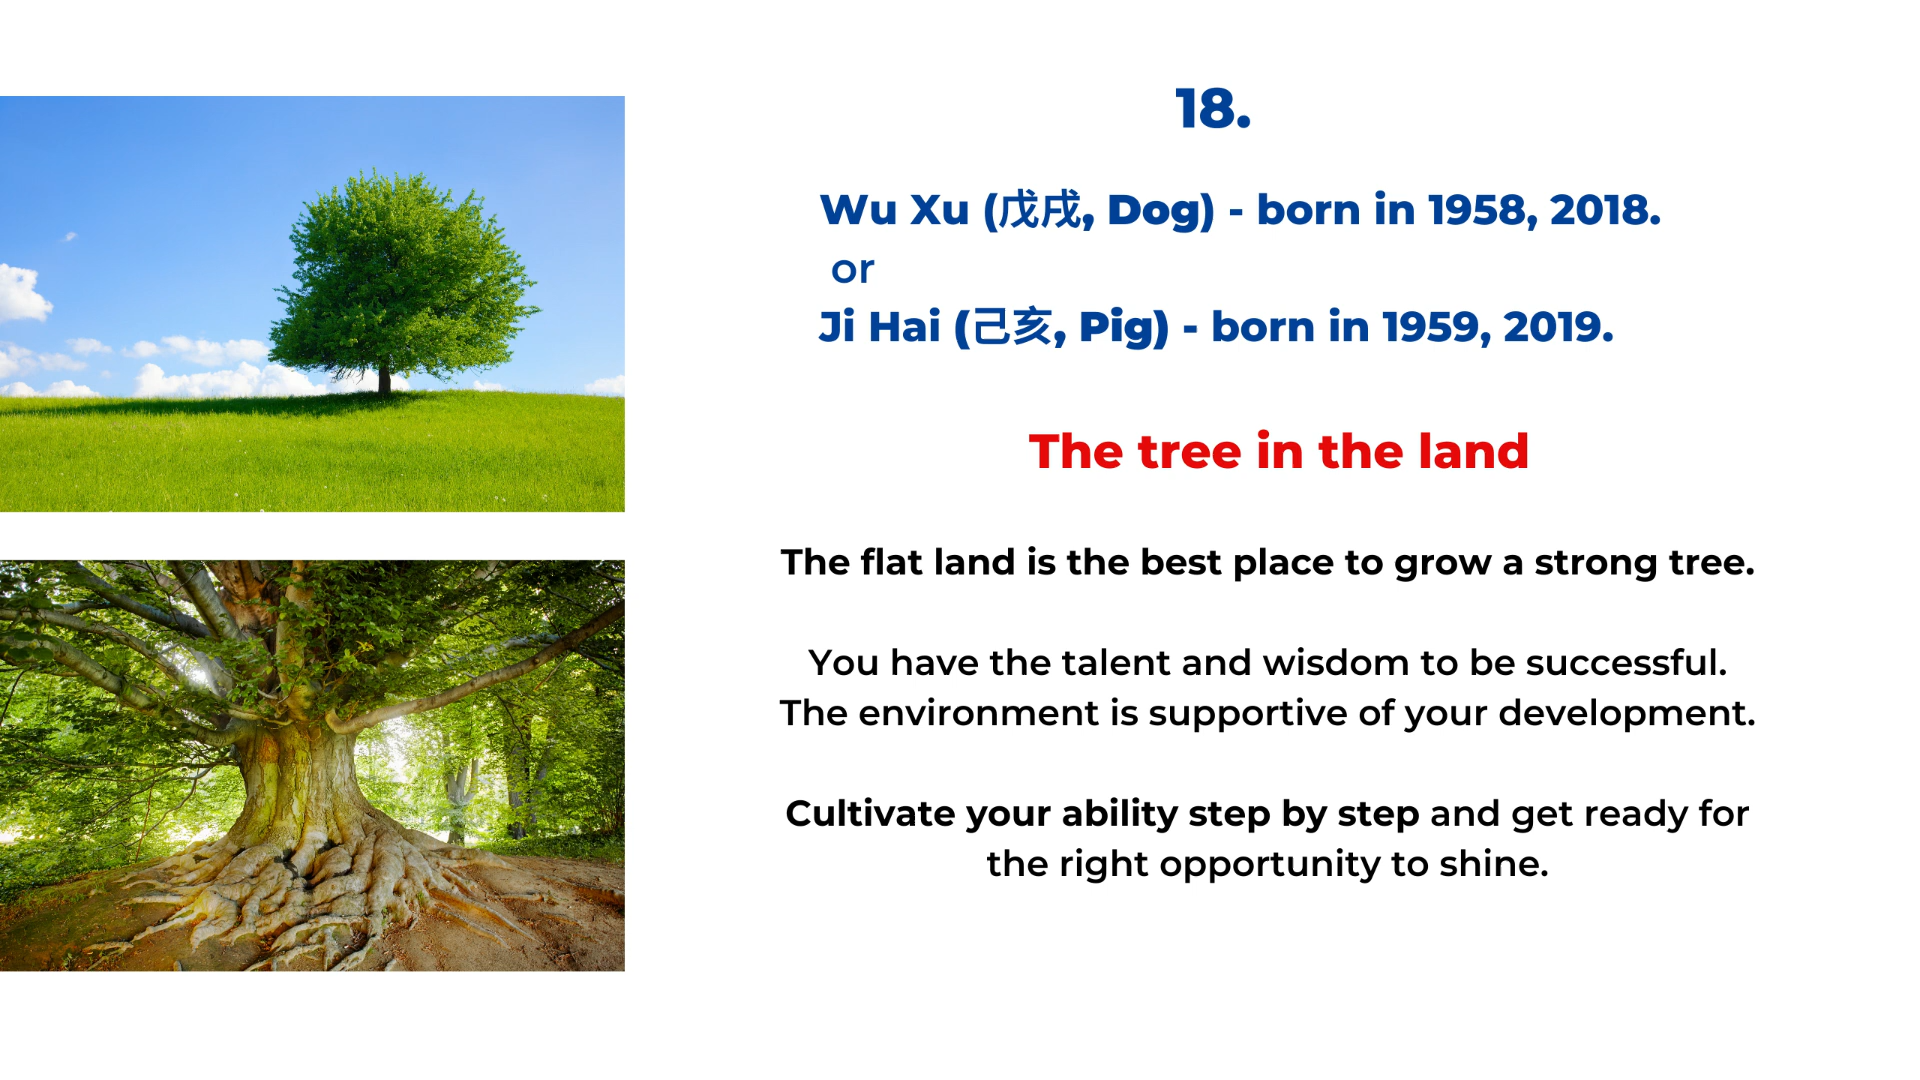 18.
Wu Xu (戊戌, Dog) - born in 1958, 2018.
or
Ji Hai (己亥, Pig) - born in 1959, 2019.
The tree in the land
The flat land is the best place to grow a strong tree.
You have the talent and wisdom to be successful.
The environment is supportive of your development.
Cultivate your ability step by step and get ready for
the right opportunity to shine.